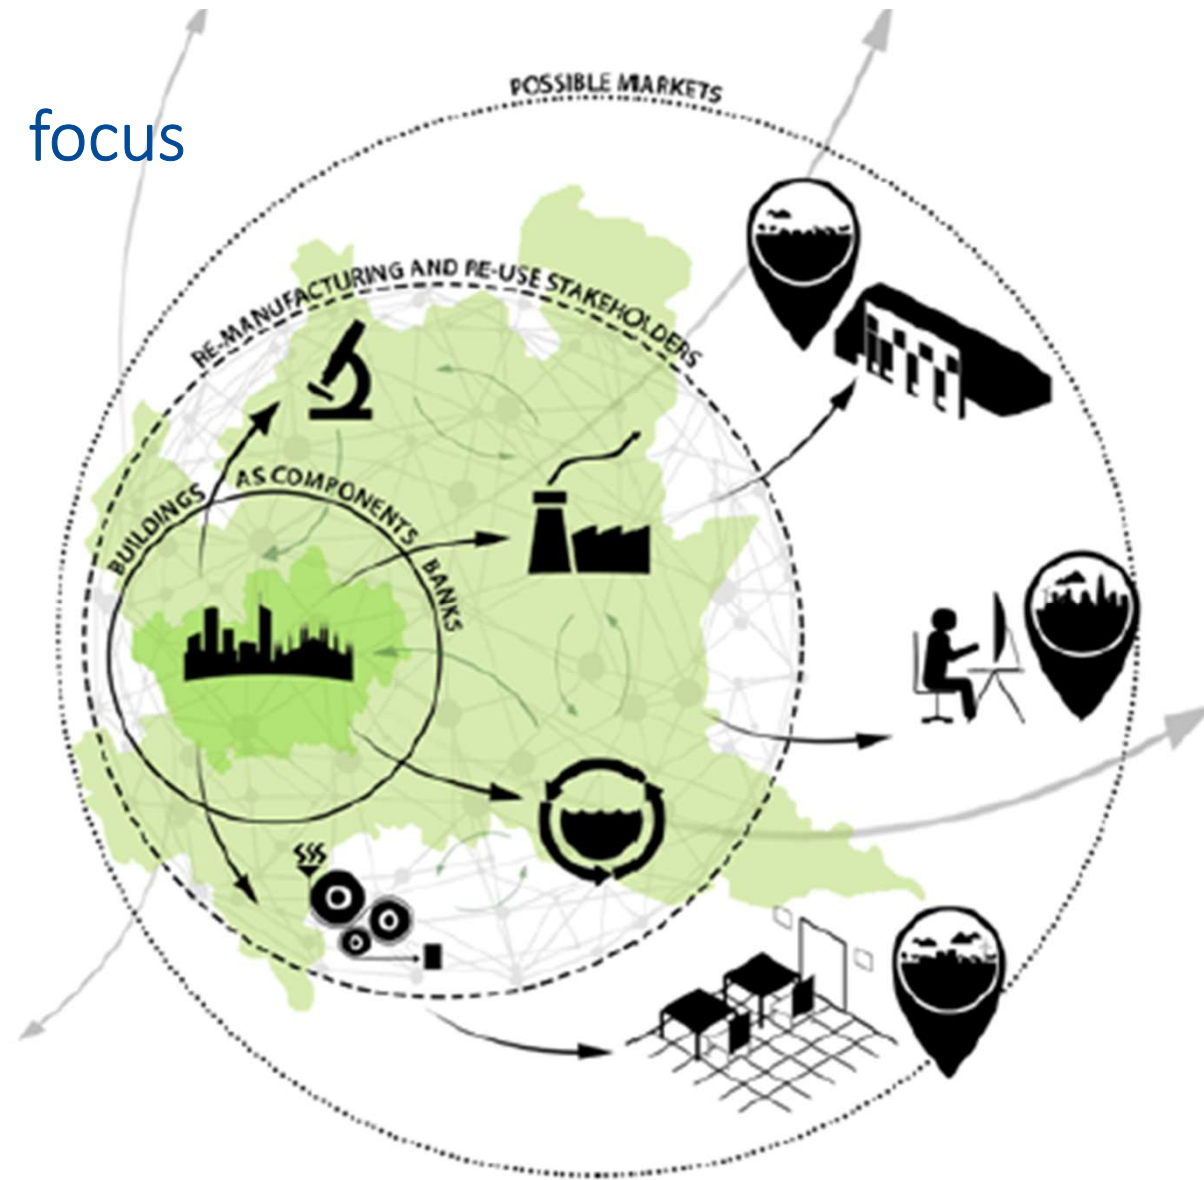 POSSIBLE MARKETS
focus
RE-MANUFACTURING AND RE-USE STAKEHOLDERS
BUILDINGS AS COMPONENTS BANKS